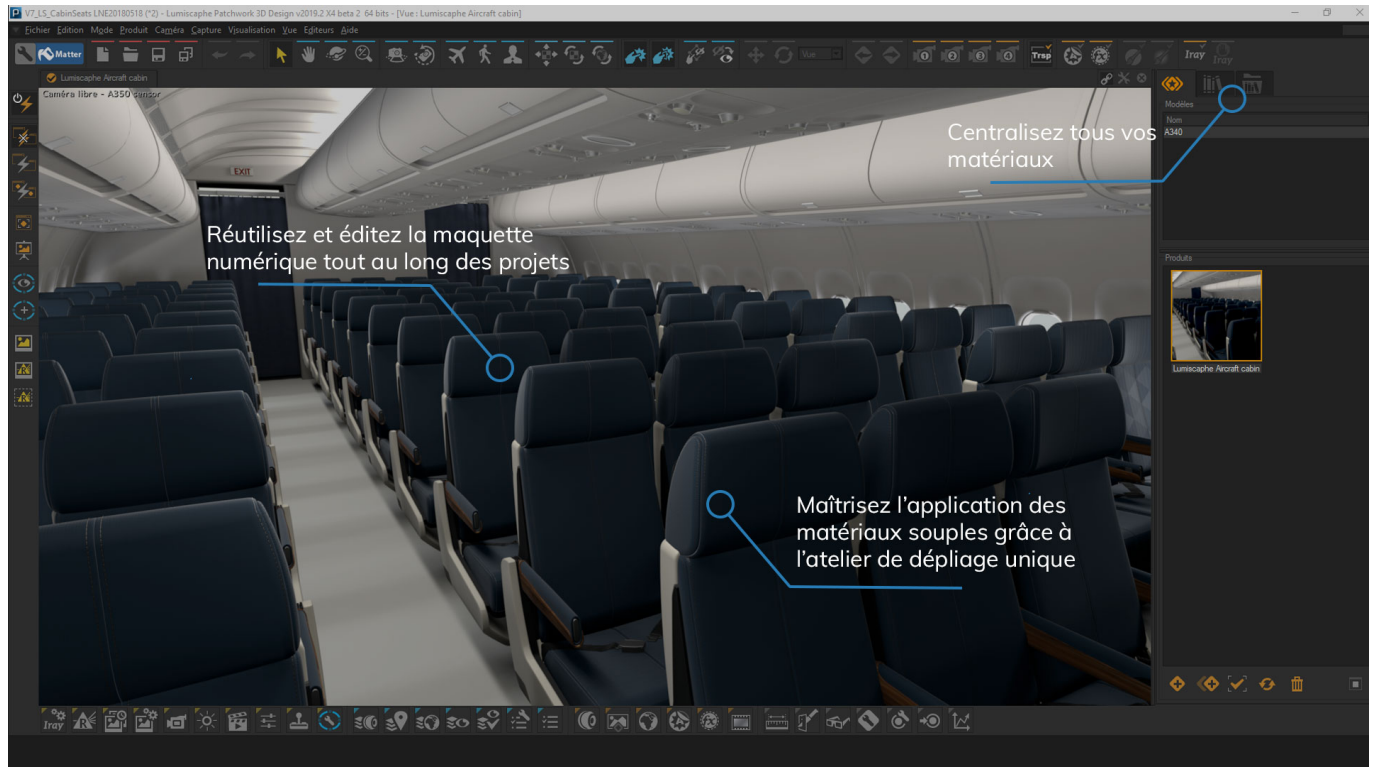 V7_LS_CabinSeats LNE20180518 (*2) - Lumiscaphe Patchwork 3D Design v2019.2 X4 beta 2 64 bits - [Vue : Lumiscaphe Aircraft cabin]
Eichier Edition Mode Produit Caméra Capture Visualisation Vue Editeurs Aide
Matter
Vue
Trsp
Iray
Iray
Lumiscaphe Aircraft cabin
Caméra libre - A350 sensor
Modèles
Nom
A340
Centralisez tous vos
matériaux
EXIT
Réutilisez et éditez la maquette
numérique tout au long des projets
Produits
Lumiscaphe Aircraft cabin
Maîtrisez l’application des
matériaux souples grâce à
l’atelier de dépliage unique
Iray